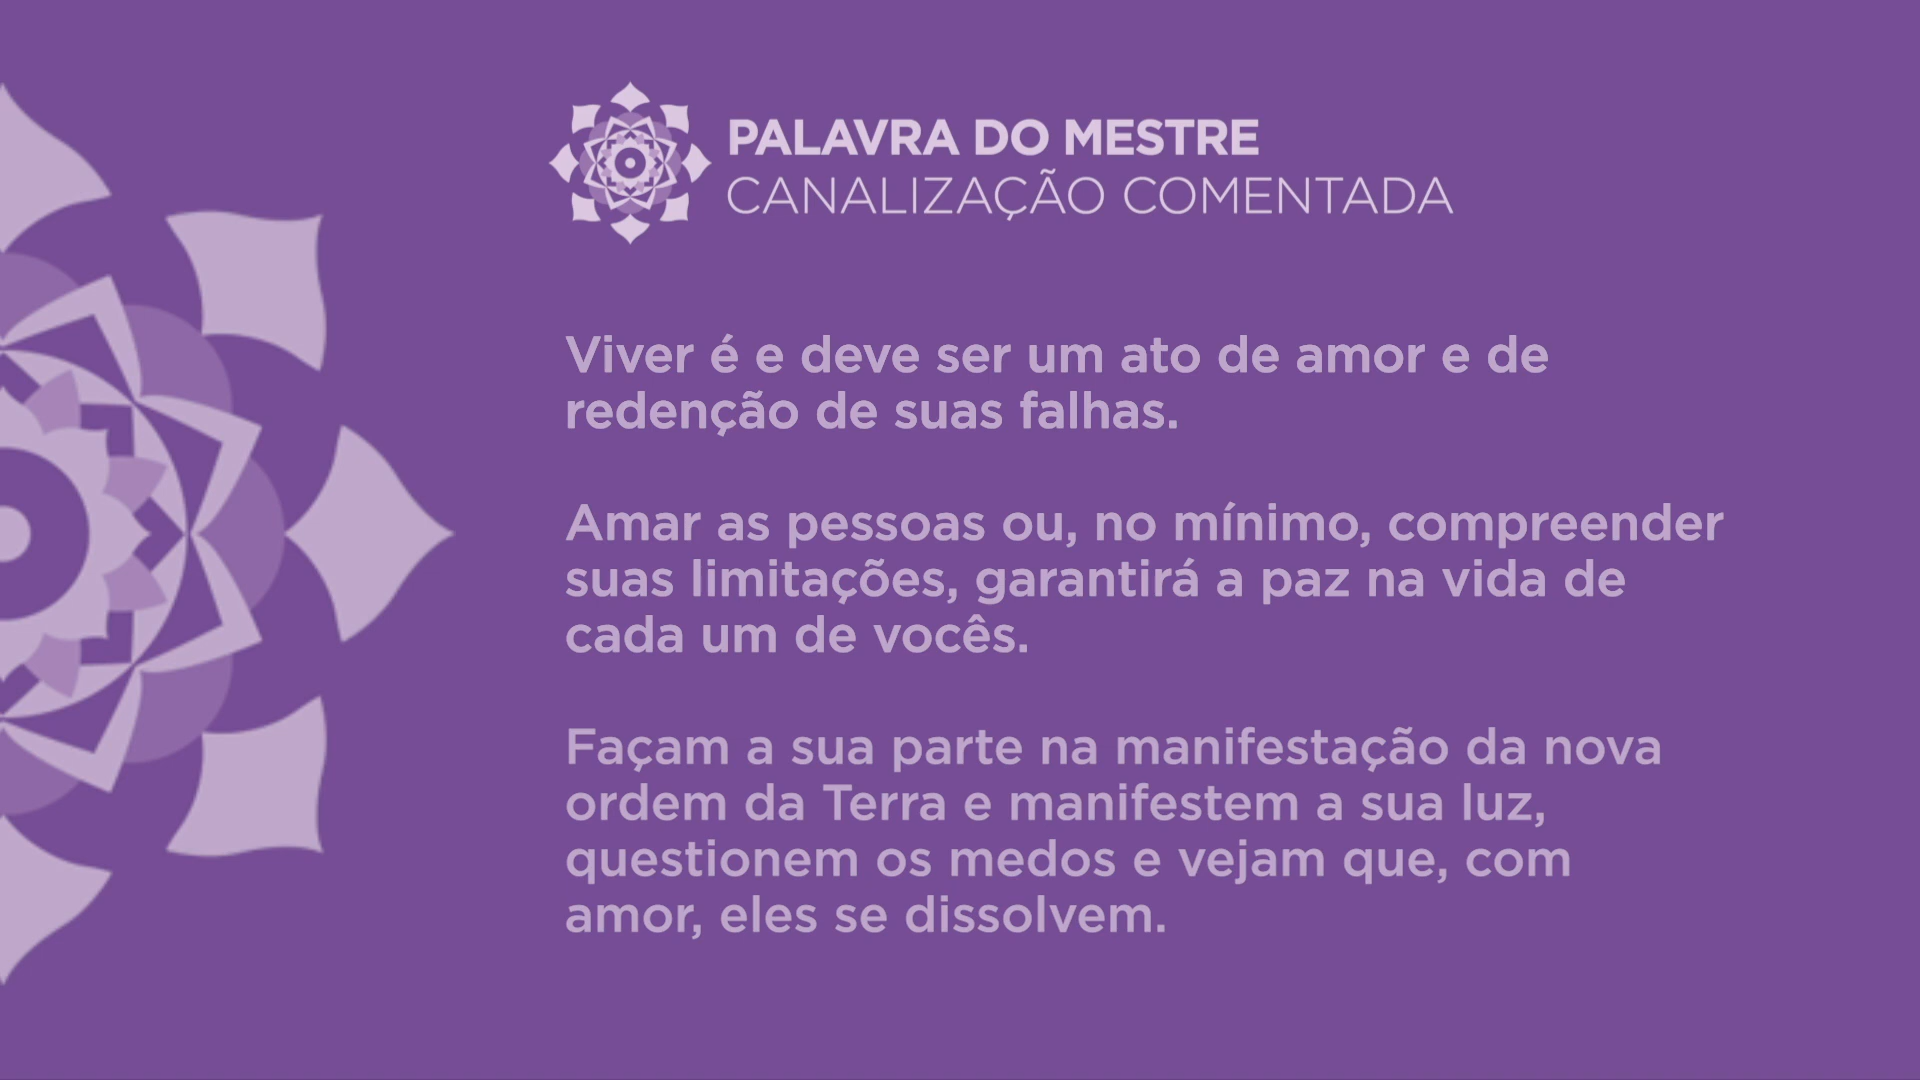 PALAVRA DO MESTRE
CANALIZAÇÃO COMENTADA
Viver é e deve ser um ato de amor e de
redenção de suas falhas.
Amar as pessoas ou, no mínimo, compreender
suas limitações, garantirá a paz na vida de
cada um de vocês.
Façam a sua parte na manifestação da nova
ordem da Terra e manifestem a sua luz,
questionem os medos e vejam que, com
amor, eles se dissolvem.